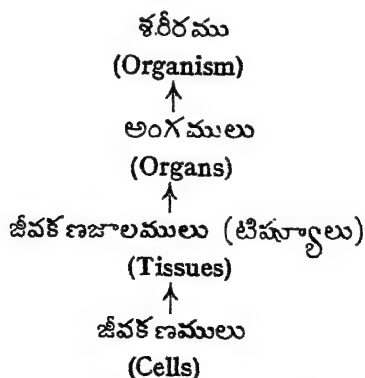 శరీరము
(Organism)
↑
అంగములు
(Organs)
↑
జీవకణజాలములు (టిష్యూలు)
(Tissues)
↑
జీవకణములు
(Cells)